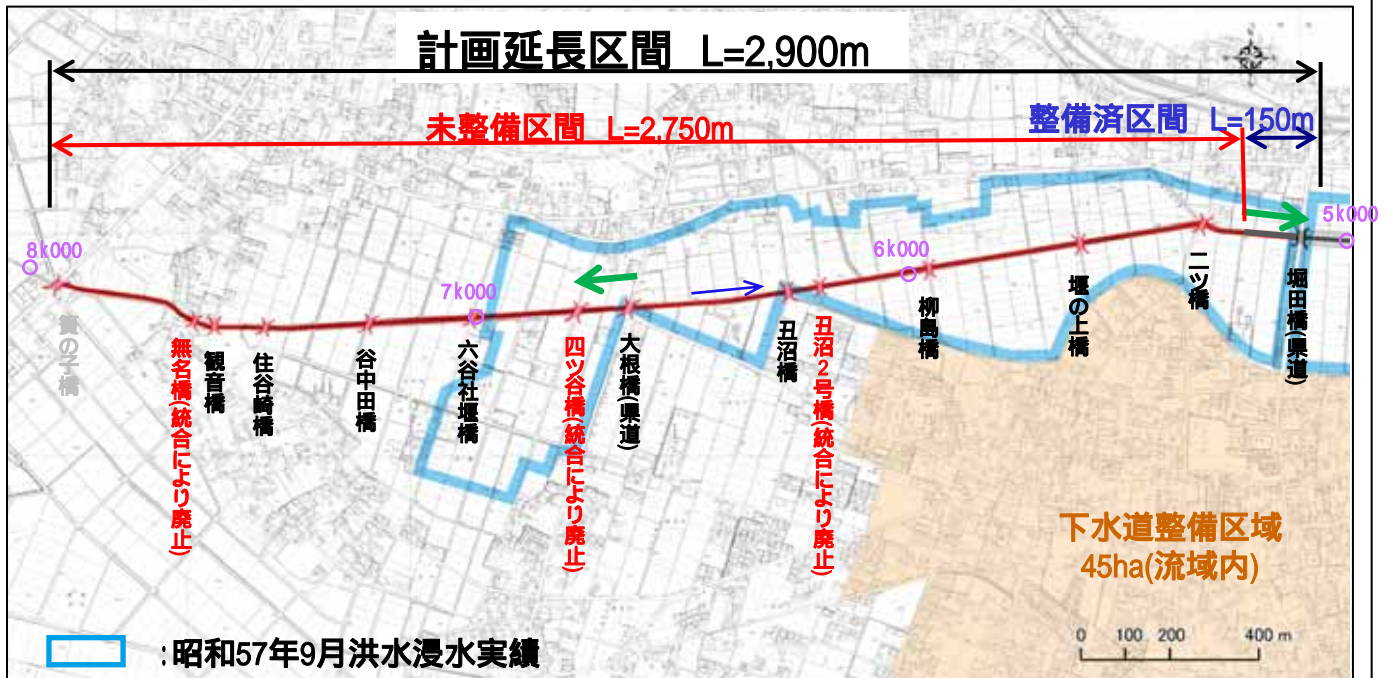 計画延長区間 L=2,900m
未整備区間 L=2,750m
整備済区間 L=150m
8k000
7k000
6k000
5k000
簀の子橋
無名橋(統合により廃止)
観音橋
住谷崎橋
谷中田橋
六谷社堰橋
四ツ谷橋(統合により廃止)
大根橋(県道)
丑沼橋
丑沼2号橋(統合により廃止)
柳島橋
堰の上橋
二ツ橋
堀田橋(県道)
下水道整備区域
45ha(流域内)
:昭和57年9月洪水浸水実績
0 100 200 400 m